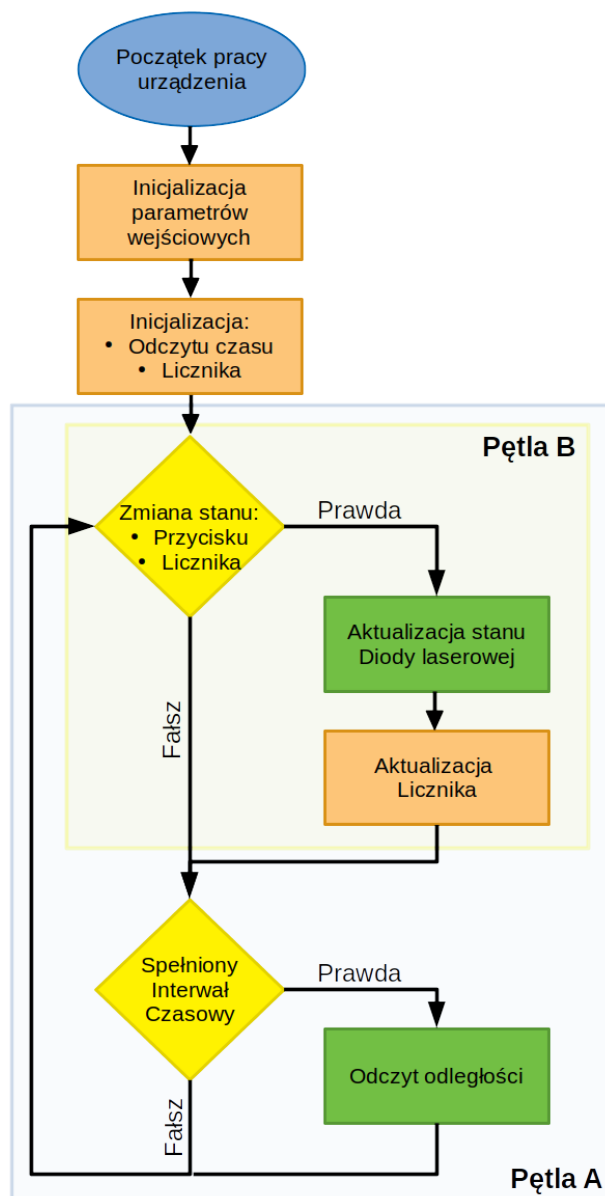 Początek pracy
urządzenia
Inicjalizacja
parametrów
wejściowych
Inicjalizacja:
• Odczytu czasu
• Licznika
Pętla B
Zmiana stanu:
• Przycisku
• Licznika
Prawda
Aktualizacja stanu
Diody laserowej
Fałsz
Aktualizacja
Licznika
Spełniony
Interwał
Czasowy
Prawda
Odczyt odległości
Fałsz
Pętla A